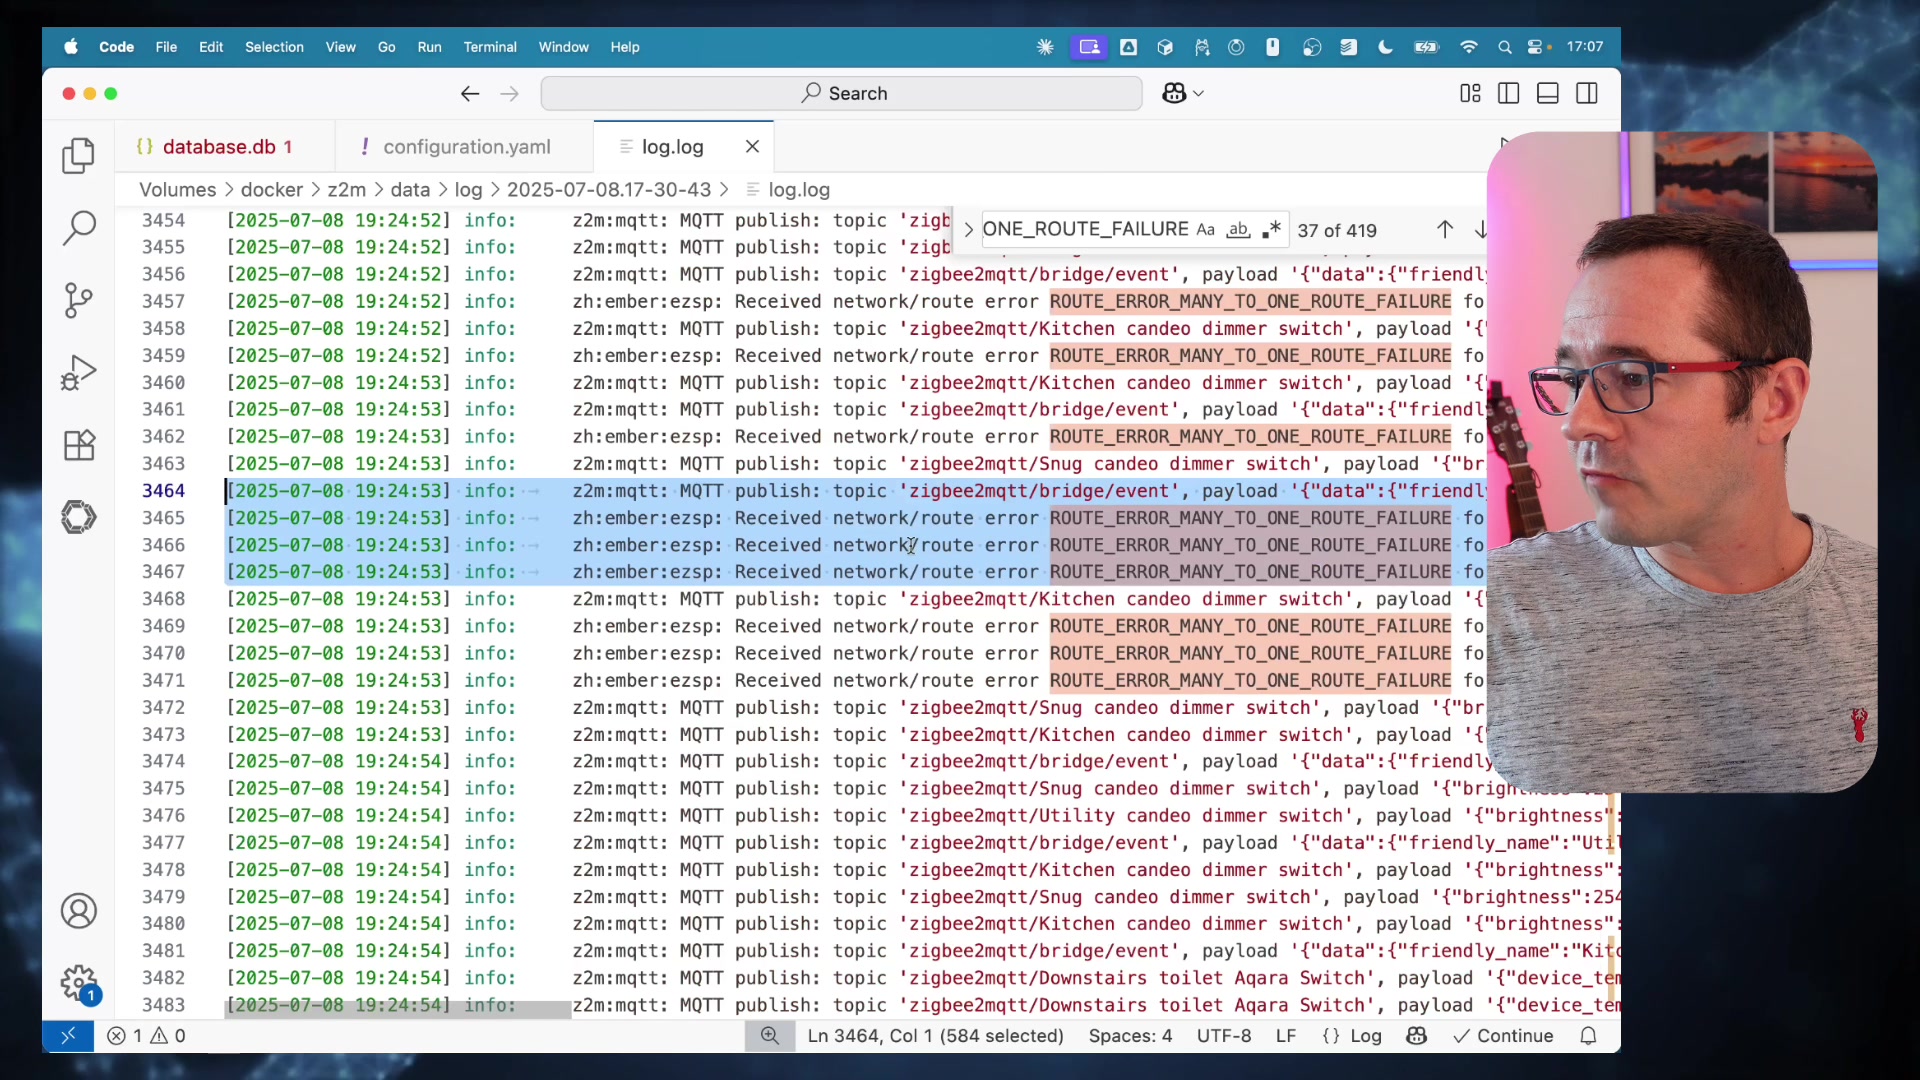 Code File Edit Selection View Go Run Terminal Window Help 17:07
Search
database.db 1 configuration.yaml log.log
Volumes > docker > z2m > data > log > 2025-07-08.17-30-43 > log.log
ONE_ROUTE_FAILURE Aa ab 37 of 419
3454 [2025-07-08 19:24:52] info: z2m:mqtt: MQTT publish: topic 'zigb
3455 [2025-07-08 19:24:52] info: z2m:mqtt: MQTT publish: topic 'zigb
3456 [2025-07-08 19:24:52] info: z2m:mqtt: MQTT publish: topic 'zigbee2mqtt/bridge/event', payload '{"data":{"friendly
3457 [2025-07-08 19:24:52] info: zh:ember:ezsp: Received network/route error ROUTE_ERROR_MANY_TO_ONE_ROUTE_FAILURE fo
3458 [2025-07-08 19:24:52] info: z2m:mqtt: MQTT publish: topic 'zigbee2mqtt/Kitchen candeo dimmer switch', payload '{"
3459 [2025-07-08 19:24:52] info: zh:ember:ezsp: Received network/route error ROUTE_ERROR_MANY_TO_ONE_ROUTE_FAILURE fo
3460 [2025-07-08 19:24:53] info: z2m:mqtt: MQTT publish: topic 'zigbee2mqtt/Kitchen candeo dimmer switch', payload '{"
3461 [2025-07-08 19:24:53] info: z2m:mqtt: MQTT publish: topic 'zigbee2mqtt/bridge/event', payload '{"data":{"friendly
3462 [2025-07-08 19:24:53] info: zh:ember:ezsp: Received network/route error ROUTE_ERROR_MANY_TO_ONE_ROUTE_FAILURE fo
3463 [2025-07-08 19:24:53] info: z2m:mqtt: MQTT publish: topic 'zigbee2mqtt/Snug candeo dimmer switch', payload '{"br
3464 [2025-07-08 19:24:53] info: z2m:mqtt: MQTT publish: topic 'zigbee2mqtt/bridge/event', payload '{"data":{"friendly
3465 [2025-07-08 19:24:53] info: zh:ember:ezsp: Received network/route error ROUTE_ERROR_MANY_TO_ONE_ROUTE_FAILURE fo
3466 [2025-07-08 19:24:53] info: zh:ember:ezsp: Received network/route error ROUTE_ERROR_MANY_TO_ONE_ROUTE_FAILURE fo
3467 [2025-07-08 19:24:53] info: zh:ember:ezsp: Received network/route error ROUTE_ERROR_MANY_TO_ONE_ROUTE_FAILURE fo
3468 [2025-07-08 19:24:53] info: z2m:mqtt: MQTT publish: topic 'zigbee2mqtt/Kitchen candeo dimmer switch', payload '{"
3469 [2025-07-08 19:24:53] info: zh:ember:ezsp: Received network/route error ROUTE_ERROR_MANY_TO_ONE_ROUTE_FAILURE fo
3470 [2025-07-08 19:24:53] info: zh:ember:ezsp: Received network/route error ROUTE_ERROR_MANY_TO_ONE_ROUTE_FAILURE fo
3471 [2025-07-08 19:24:53] info: zh:ember:ezsp: Received network/route error ROUTE_ERROR_MANY_TO_ONE_ROUTE_FAILURE fo
3472 [2025-07-08 19:24:53] info: z2m:mqtt: MQTT publish: topic 'zigbee2mqtt/Snug candeo dimmer switch', payload '{"br
3473 [2025-07-08 19:24:53] info: z2m:mqtt: MQTT publish: topic 'zigbee2mqtt/Kitchen candeo dimmer switch', payload '{"
3474 [2025-07-08 19:24:54] info: z2m:mqtt: MQTT publish: topic 'zigbee2mqtt/bridge/event', payload '{"data":{"friendly
3475 [2025-07-08 19:24:54] info: z2m:mqtt: MQTT publish: topic 'zigbee2mqtt/Snug candeo dimmer switch', payload '{"brightness"
3476 [2025-07-08 19:24:54] info: z2m:mqtt: MQTT publish: topic 'zigbee2mqtt/Utility candeo dimmer switch', payload '{"brightness":
3477 [2025-07-08 19:24:54] info: z2m:mqtt: MQTT publish: topic 'zigbee2mqtt/bridge/event', payload '{"data":{"friendly_name":"Util
3478 [2025-07-08 19:24:54] info: z2m:mqtt: MQTT publish: topic 'zigbee2mqtt/Kitchen candeo dimmer switch', payload '{"brightness":
3479 [2025-07-08 19:24:54] info: z2m:mqtt: MQTT publish: topic 'zigbee2mqtt/Snug candeo dimmer switch', payload '{"brightness":254
3480 [2025-07-08 19:24:54] info: z2m:mqtt: MQTT publish: topic 'zigbee2mqtt/Kitchen candeo dimmer switch', payload '{"brightness":
3481 [2025-07-08 19:24:54] info: z2m:mqtt: MQTT publish: topic 'zigbee2mqtt/bridge/event', payload '{"data":{"friendly_name":"Kitc
3482 [2025-07-08 19:24:54] info: z2m:mqtt: MQTT publish: topic 'zigbee2mqtt/Downstairs toilet Aqara Switch', payload '{"device_tem
3483 [2025-07-08 19:24:54] info: z2m:mqtt: MQTT publish: topic 'zigbee2mqtt/Downstairs toilet Aqara Switch', payload '{"device_tem
1
1 0 Ln 3464, Col 1 (584 selected) Spaces: 4 UTF-8 LF {} Log Continue